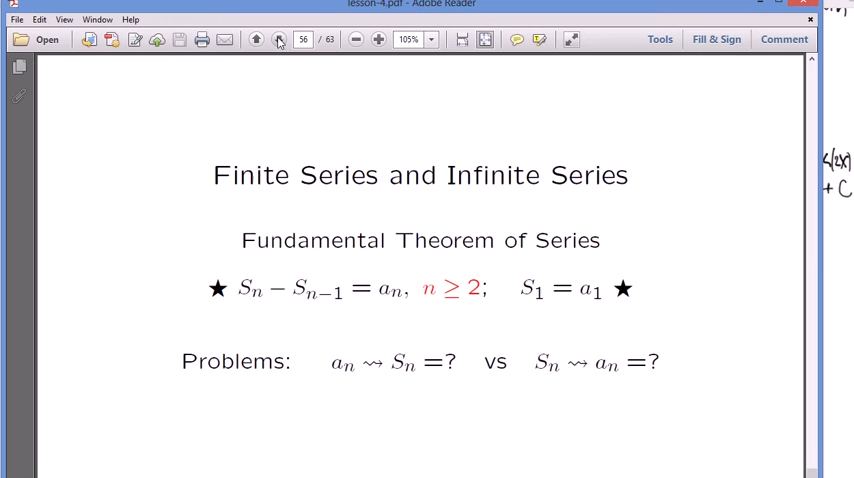 lesson-4.pdf - Adobe Reader
File Edit View Window Help
Open 56 / 63 105% Tools Fill & Sign Comment
Finite Series and Infinite Series
Fundamental Theorem of Series
★ Sₙ − Sₙ₋₁ = aₙ, n ≥ 2; S₁ = a₁ ★
Problems: aₙ ⇝ Sₙ =? vs Sₙ ⇝ aₙ =?
+ C